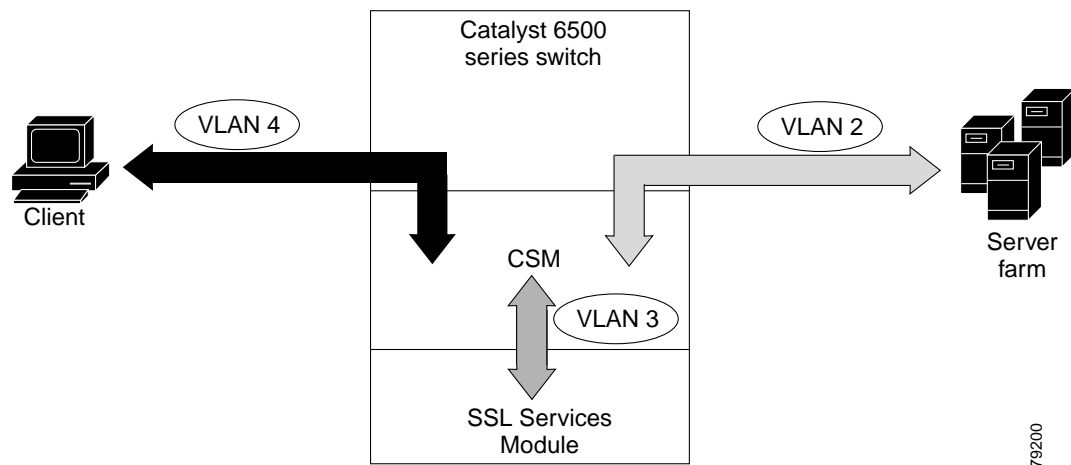 Catalyst 6500
series switch
VLAN 4
VLAN 2
Client
Server
farm
CSM
VLAN 3
SSL Services
Module
79200